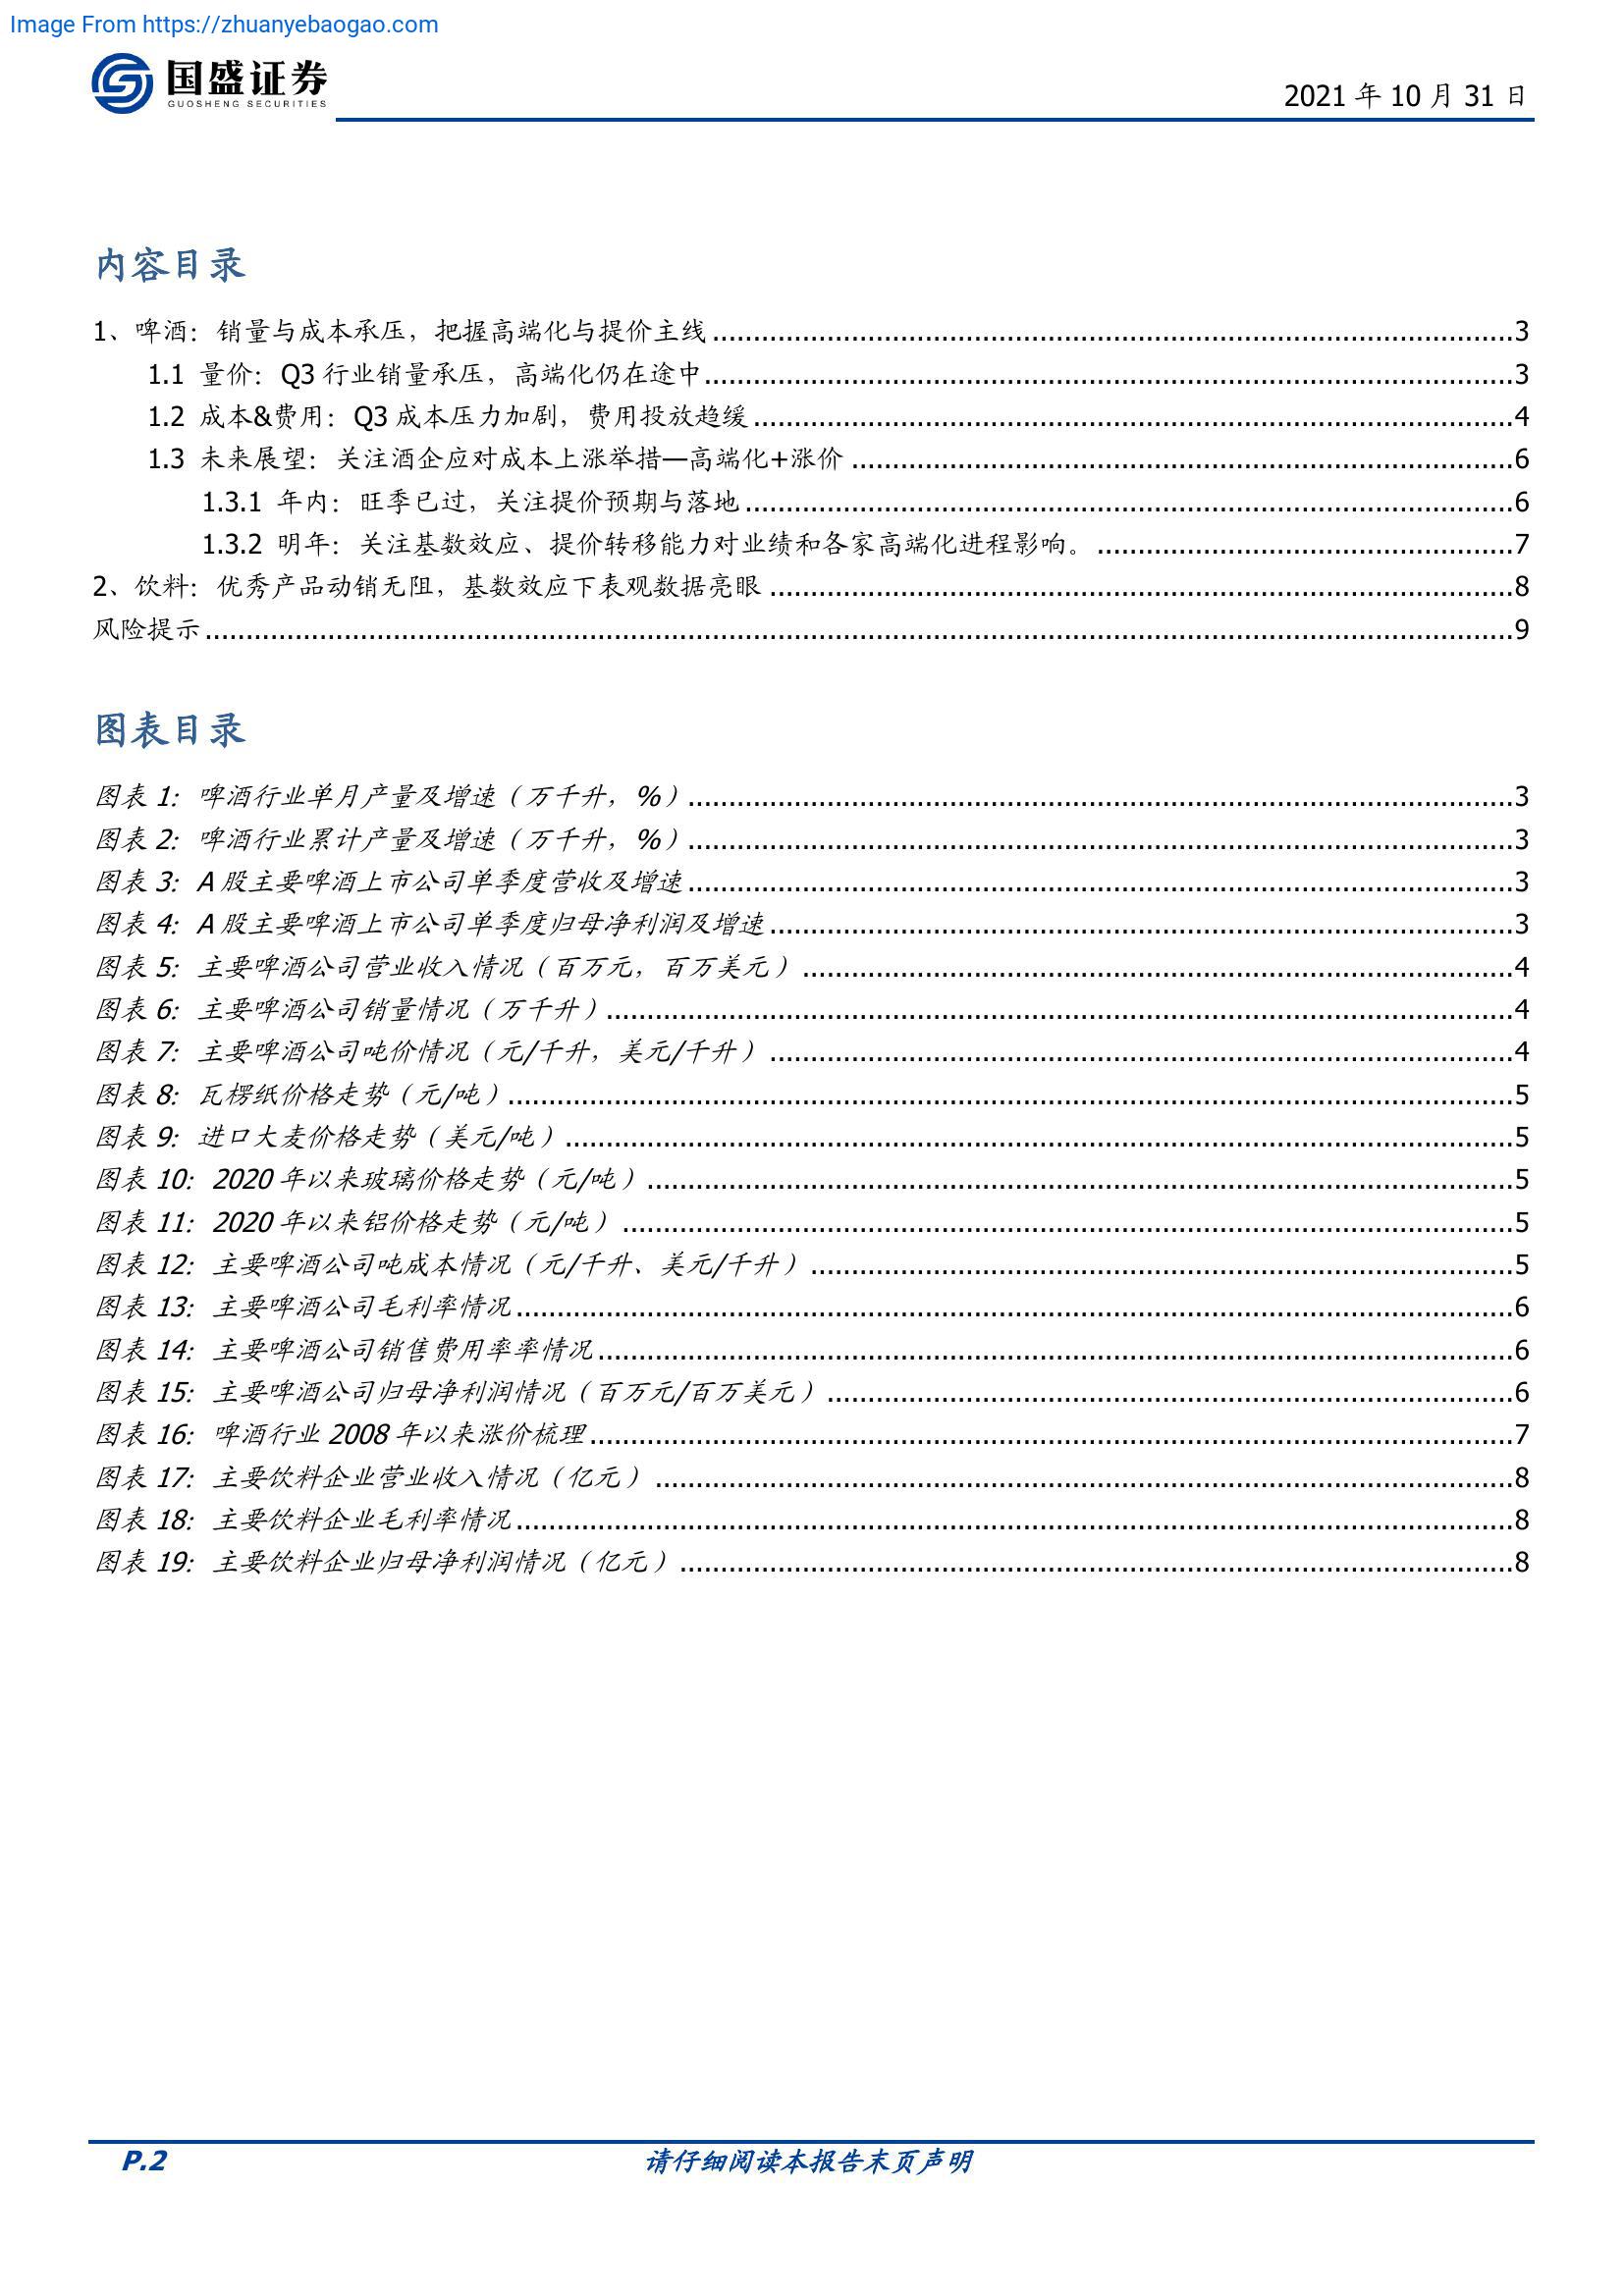 Image From https://zhuanyebaogao.com
国盛证券
GUOSHENG SECURITIES
2021 年 10 月 31 日
内容目录
1、啤酒：销量与成本承压，把握高端化与提价主线 3
1.1 量价：Q3 行业销量承压，高端化仍在途中 3
1.2 成本&费用：Q3 成本压力加剧，费用投放趋缓 4
1.3 未来展望：关注酒企应对成本上涨举措—高端化+涨价 6
1.3.1 年内：旺季已过，关注提价预期与落地 6
1.3.2 明年：关注基数效应、提价转移能力对业绩和各家高端化进程影响。 7
2、饮料：优秀产品动销无阻，基数效应下表观数据亮眼 8
风险提示 9
图表目录
图表 1：啤酒行业单月产量及增速（万千升，%） 3
图表 2：啤酒行业累计产量及增速（万千升，%） 3
图表 3：A 股主要啤酒上市公司单季度营收及增速 3
图表 4：A 股主要啤酒上市公司单季度归母净利润及增速 3
图表 5：主要啤酒公司营业收入情况（百万元，百万美元） 4
图表 6：主要啤酒公司销量情况（万千升） 4
图表 7：主要啤酒公司吨价情况（元/千升，美元/千升） 4
图表 8：瓦楞纸价格走势（元/吨） 5
图表 9：进口大麦价格走势（美元/吨） 5
图表 10：2020 年以来玻璃价格走势（元/吨） 5
图表 11：2020 年以来铝价格走势（元/吨） 5
图表 12：主要啤酒公司吨成本情况（元/千升、美元/千升） 5
图表 13：主要啤酒公司毛利率情况 6
图表 14：主要啤酒公司销售费用率率情况 6
图表 15：主要啤酒公司归母净利润情况（百万元/百万美元） 6
图表 16：啤酒行业 2008 年以来涨价梳理 7
图表 17：主要饮料企业营业收入情况（亿元） 8
图表 18：主要饮料企业毛利率情况 8
图表 19：主要饮料企业归母净利润情况（亿元） 8
P.2
请仔细阅读本报告末页声明